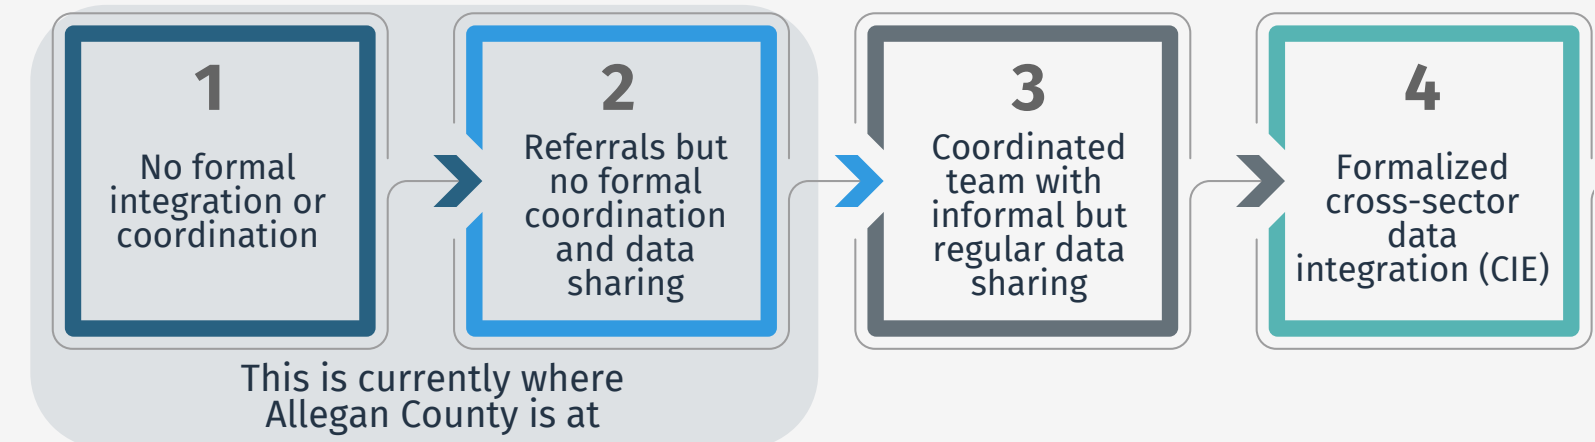 1
No formal
integration or
coordination
2
Referrals but
no formal
coordination
and data
sharing
3
Coordinated
team with
informal but
regular data
sharing
4
Formalized
cross-sector
data
integration (CIE)
This is currently where
Allegan County is at